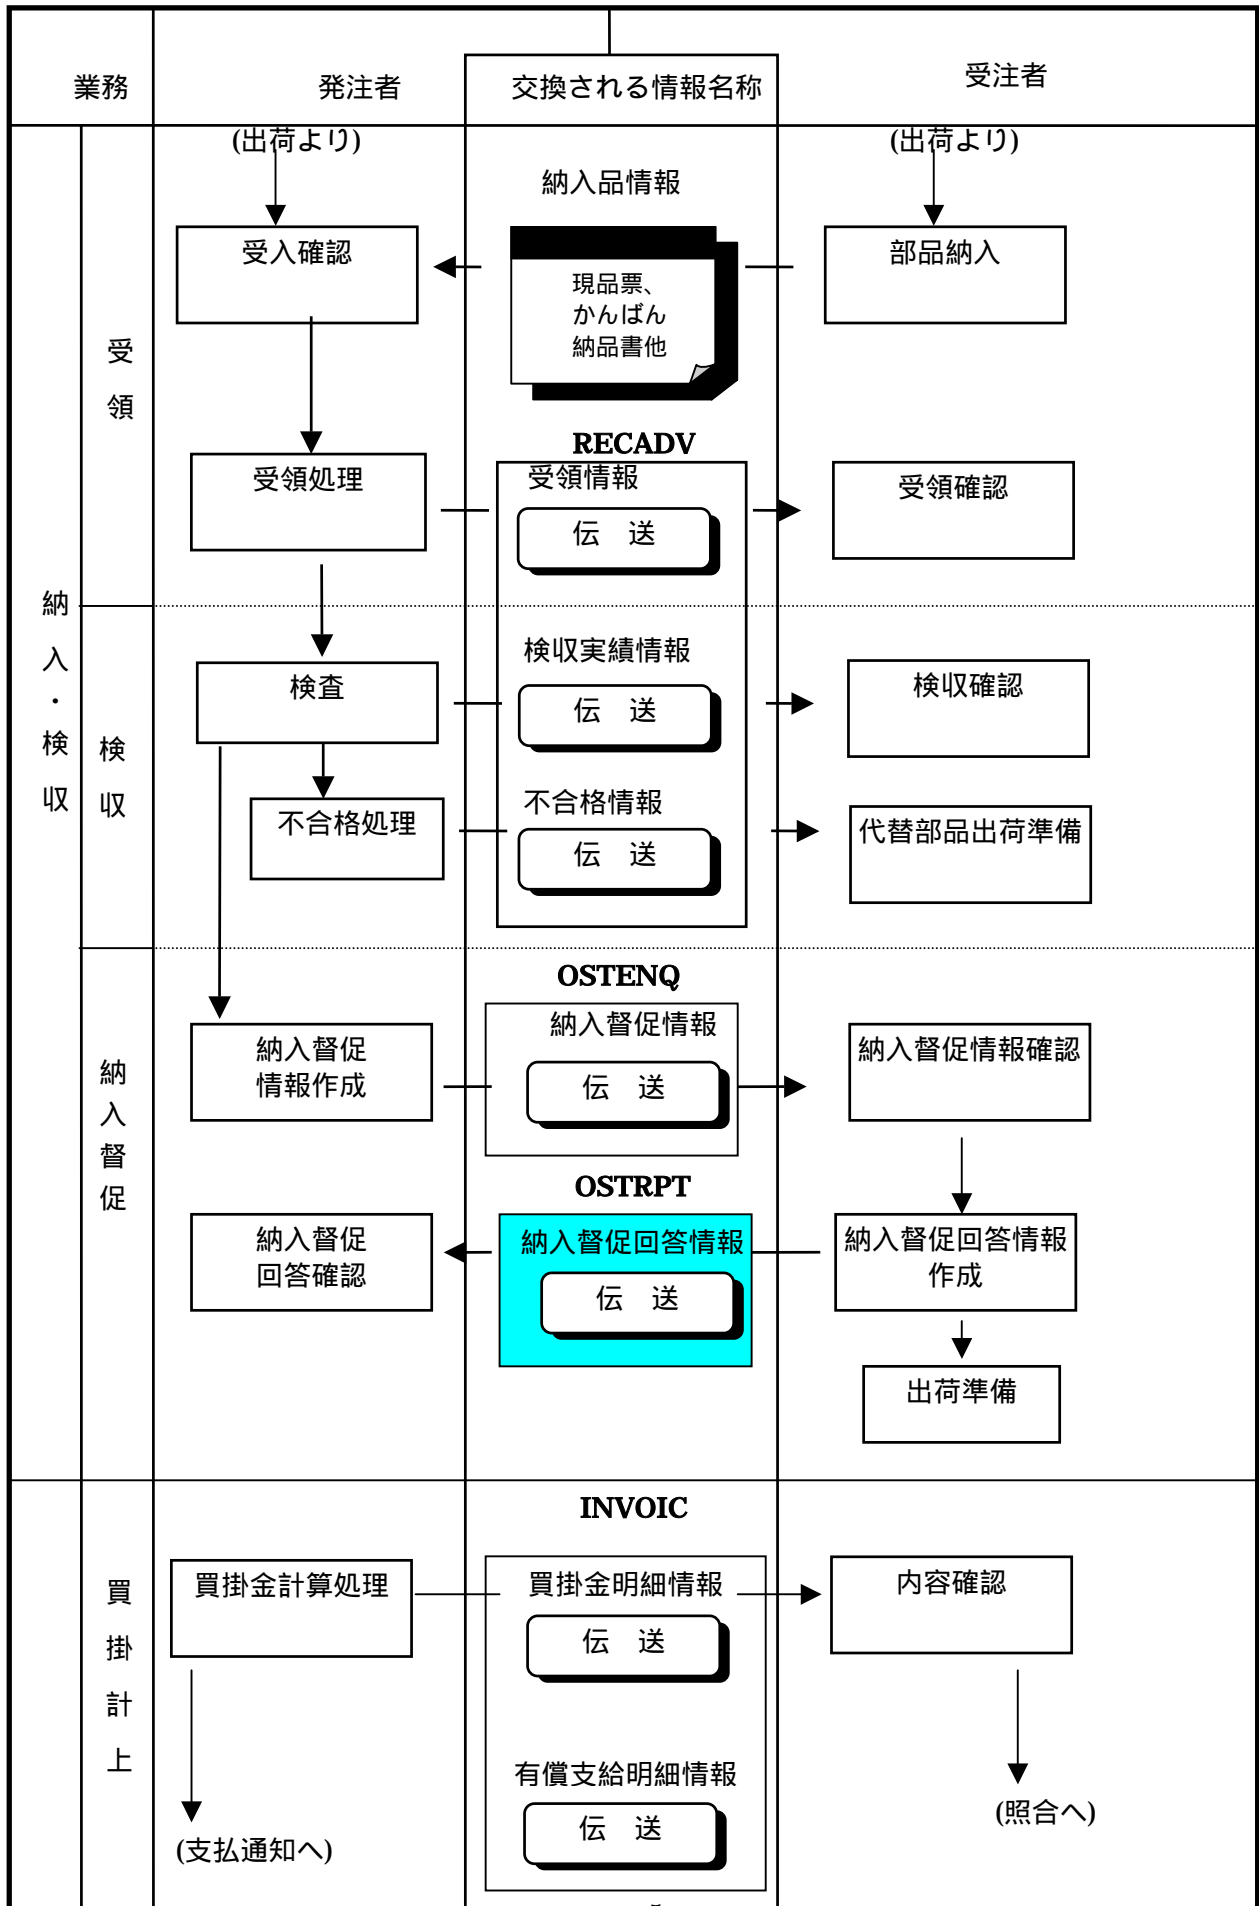 業務
発注者
交換される情報名称
受注者
(出荷より)
(出荷より)
納入品情報
受入確認
部品納入
現品票、
かんばん
納品書他
受領
RECADV
受領処理
受領情報
伝 送
受領確認
納入・検収
検収
検査
検収実績情報
伝 送
検収確認
不合格処理
不合格情報
伝 送
代替部品出荷準備
納入督促
OSTENQ
納入督促
情報作成
納入督促情報
伝 送
納入督促情報確認
OSTRPT
納入督促
回答確認
納入督促回答情報
伝 送
納入督促回答情報
作成
出荷準備
買掛計上
INVOIC
買掛金計算処理
買掛金明細情報
伝 送
内容確認
有償支給明細情報
伝 送
(支払通知へ)
(照合へ)